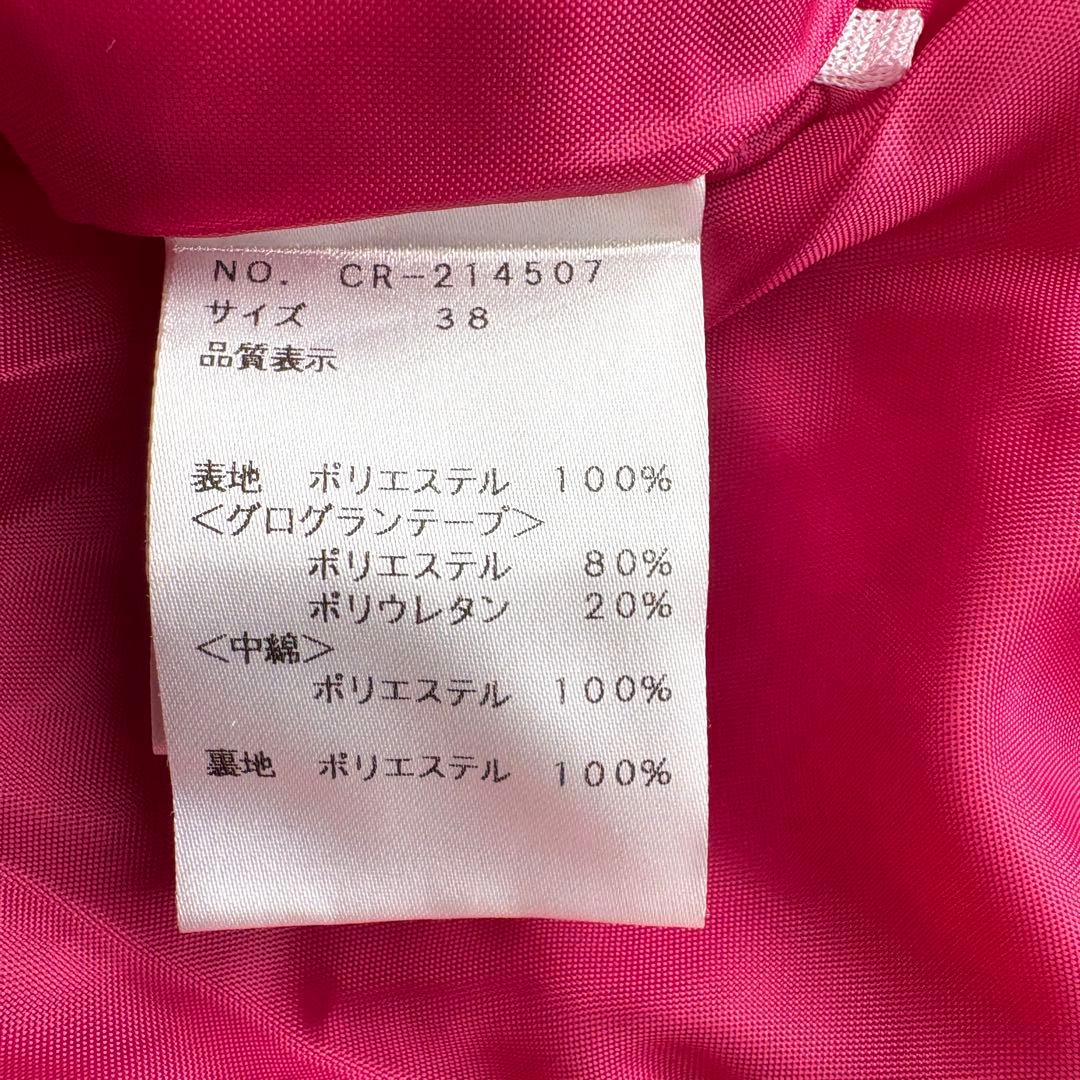 NO. CR-214507
サイズ 38
品質表示
表地 ポリエステル 100%
<グログランテープ>
ポリエステル 80%
ポリウレタン 20%
<中綿>
ポリエステル 100%
裏地 ポリエステル 100%